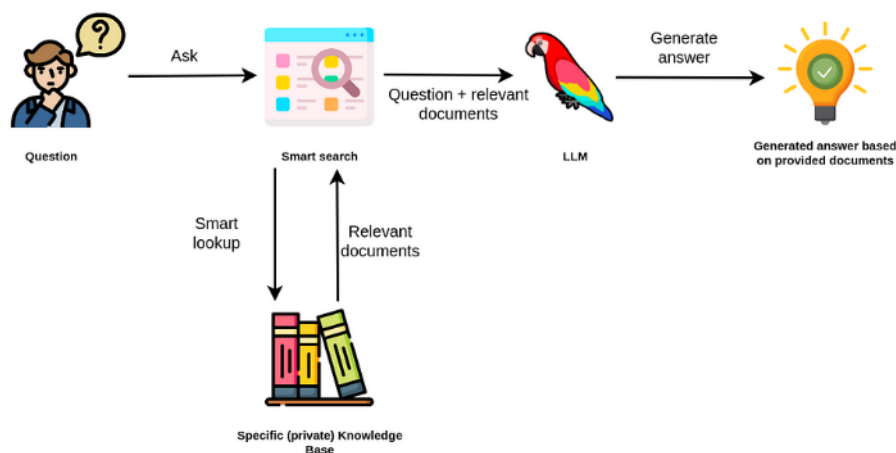 ?
Ask
Generate
answer
Question + relevant
documents
Question
Smart search
LLM
Generated answer based
on provided documents
Smart
lookup
Relevant
documents
Specific (private) Knowledge
Base